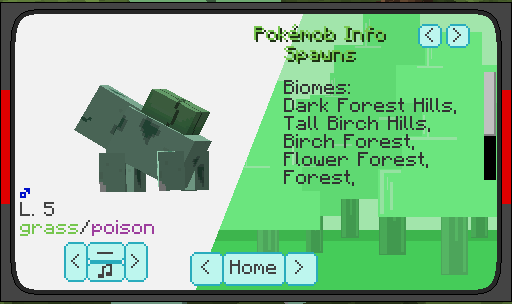 Pokémob Info
Spawns
Biomes:
Dark Forest Hills,
Tall Birch Hills,
Birch Forest,
Flower Forest,
Forest,
L. 5
grass/poison
< — >
♫
< Home >
< >